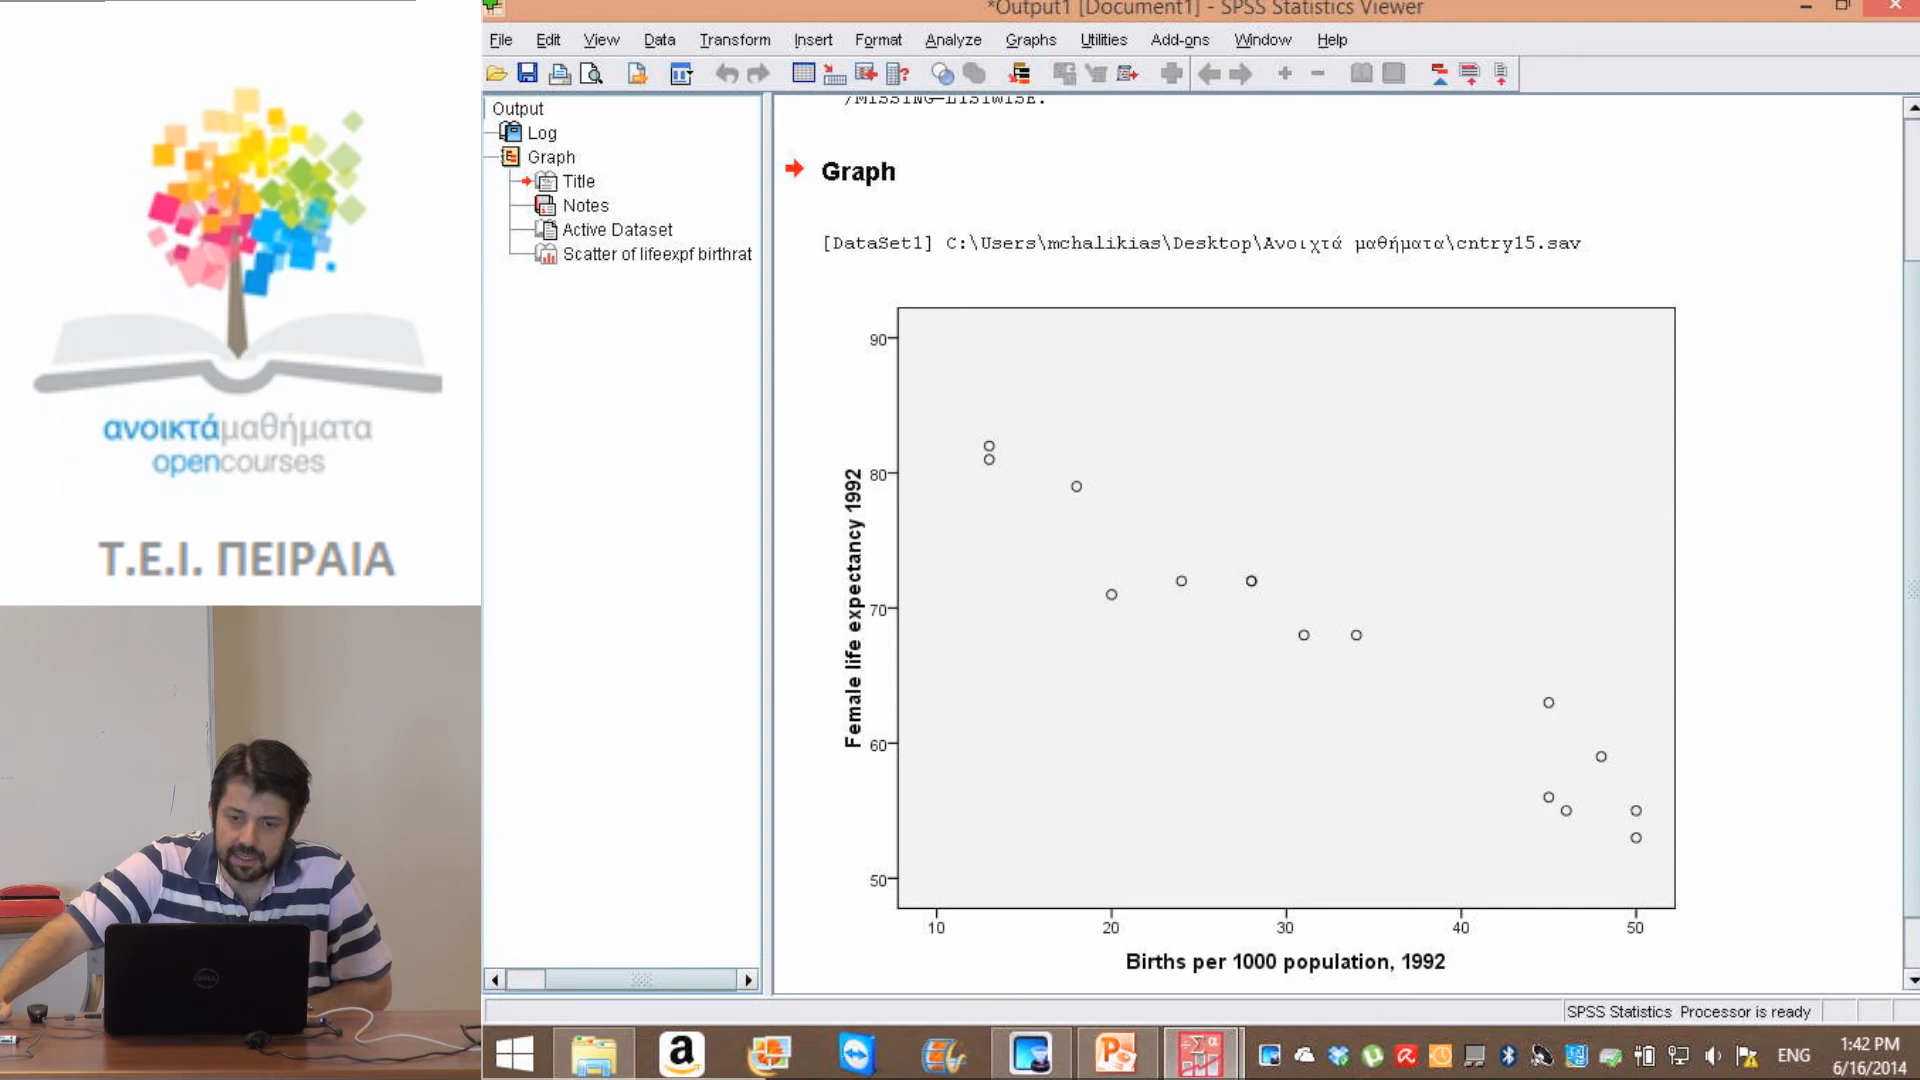 *Output1 [Document1] - SPSS Statistics Viewer
File Edit View Data Transform Insert Format Analyze Graphs Utilities Add-ons Window Help
Output
Log
Graph
Title
Notes
Active Dataset
Scatter of lifeexpf birthrat
/MISSING=LISTWISE.
Graph
[DataSet1] C:\Users\mchalikias\Desktop\Ανοιχτά μαθήματα\cntry15.sav
90
80
70
60
50
Female life expectancy 1992
10 20 30 40 50
Births per 1000 population, 1992
ανοικτάμαθήματα
opencourses
Τ.Ε.Ι. ΠΕΙΡΑΙΑ
DELL
SPSS Statistics Processor is ready
ENG
1:42 PM
6/16/2014